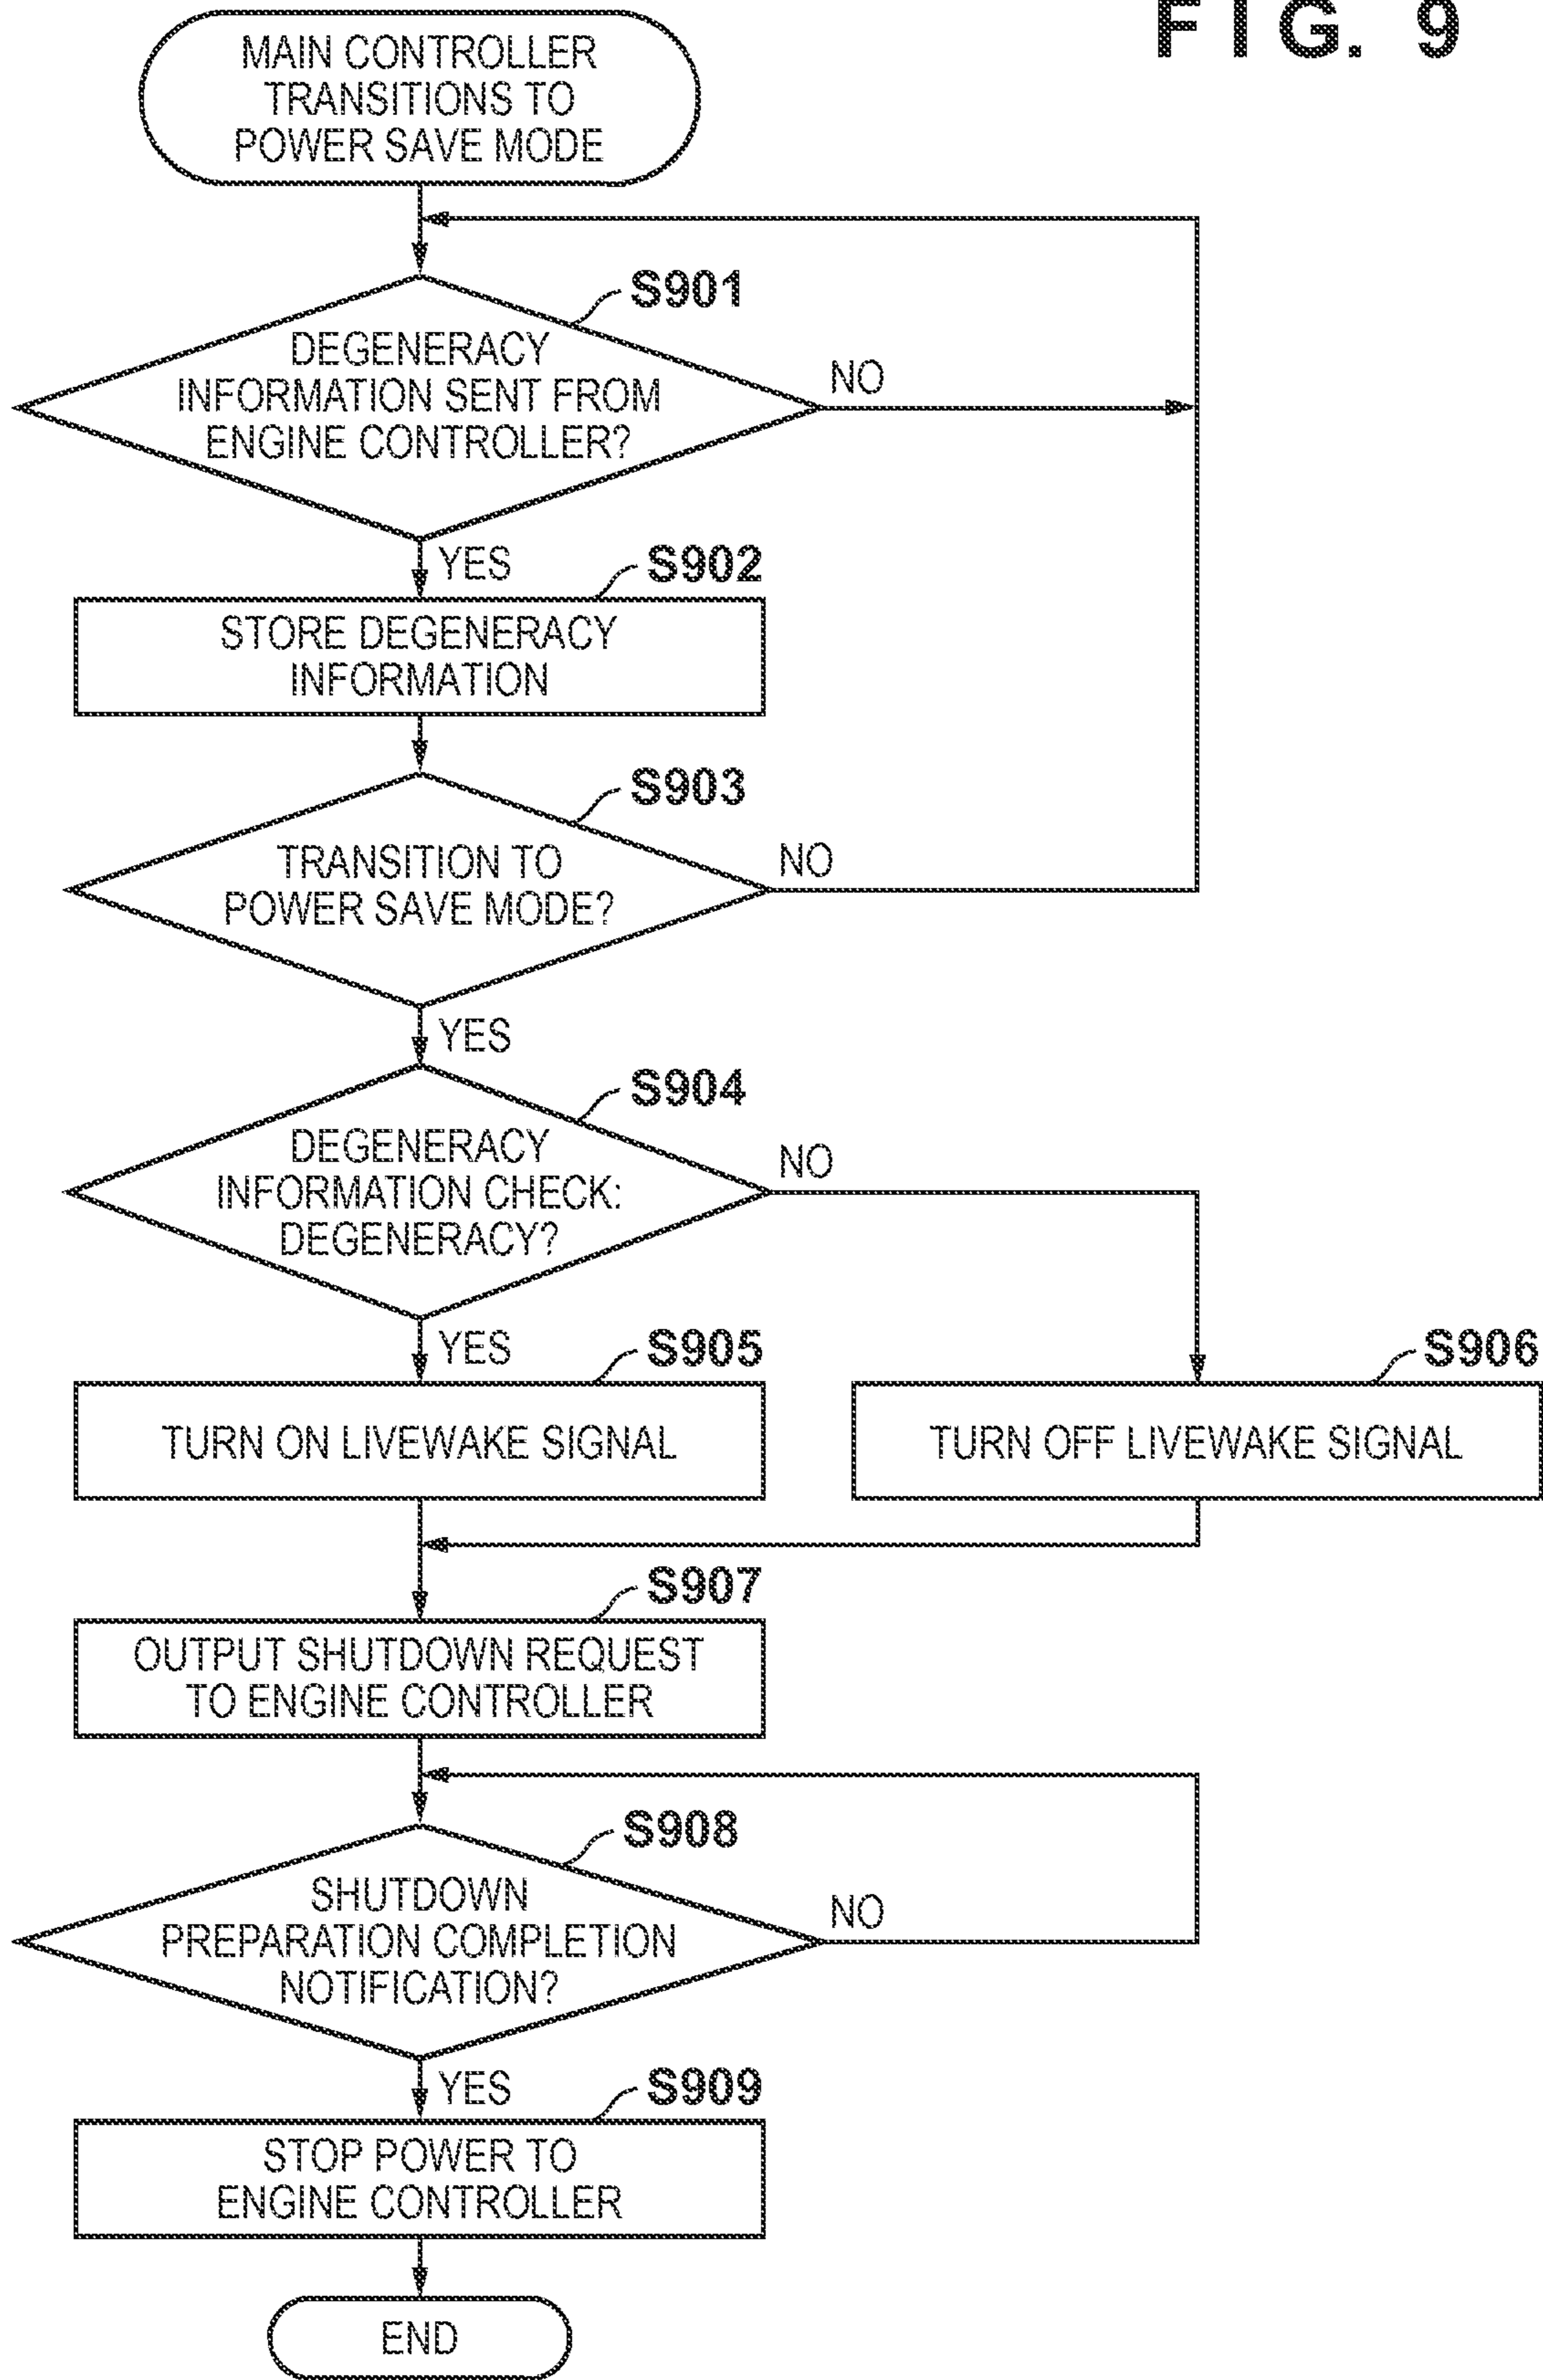 FIG. 9
MAIN CONTROLLER
TRANSITIONS TO
POWER SAVE MODE
S901
DEGENERACY
INFORMATION SENT FROM
ENGINE CONTROLLER?
NO
YES
S902
STORE DEGENERACY
INFORMATION
S903
TRANSITION TO
POWER SAVE MODE?
NO
YES
S904
DEGENERACY
INFORMATION CHECK:
DEGENERACY?
NO
YES
S905
TURN ON LIVEWAKE SIGNAL
S906
TURN OFF LIVEWAKE SIGNAL
S907
OUTPUT SHUTDOWN REQUEST
TO ENGINE CONTROLLER
S908
SHUTDOWN
PREPARATION COMPLETION
NOTIFICATION?
NO
YES
S909
STOP POWER TO
ENGINE CONTROLLER
END